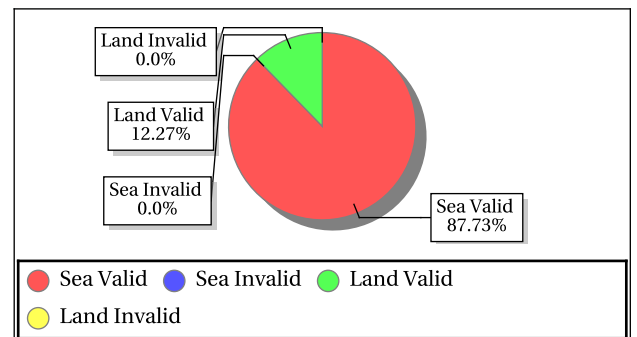 Land Invalid
0.0%
Land Valid
12.27%
Sea Invalid
0.0%
Sea Valid
87.73%
Sea Valid Sea Invalid Land Valid
Land Invalid